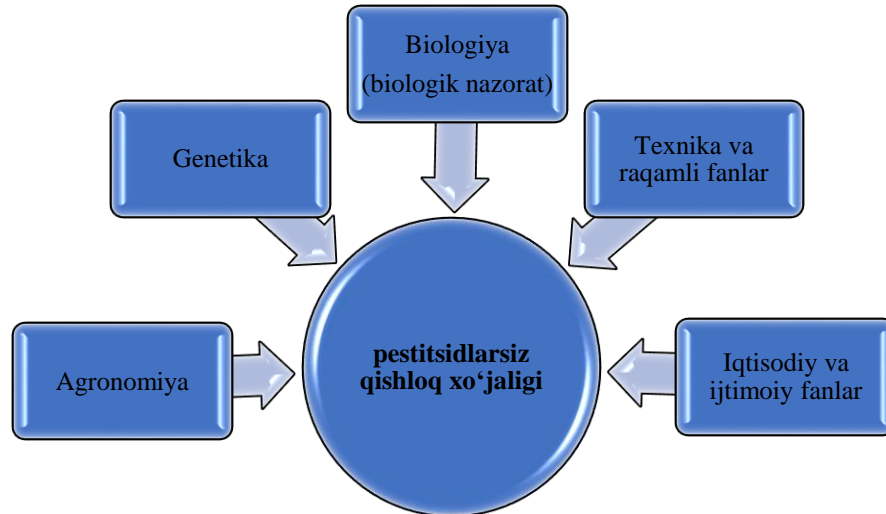 Biologiya
(biologik nazorat)
Genetika
Texnika va
raqamli fanlar
Agronomiya
pestitsidlarsiz
qishloq xo‘jaligi
Iqtisodiy va
ijtimoiy fanlar